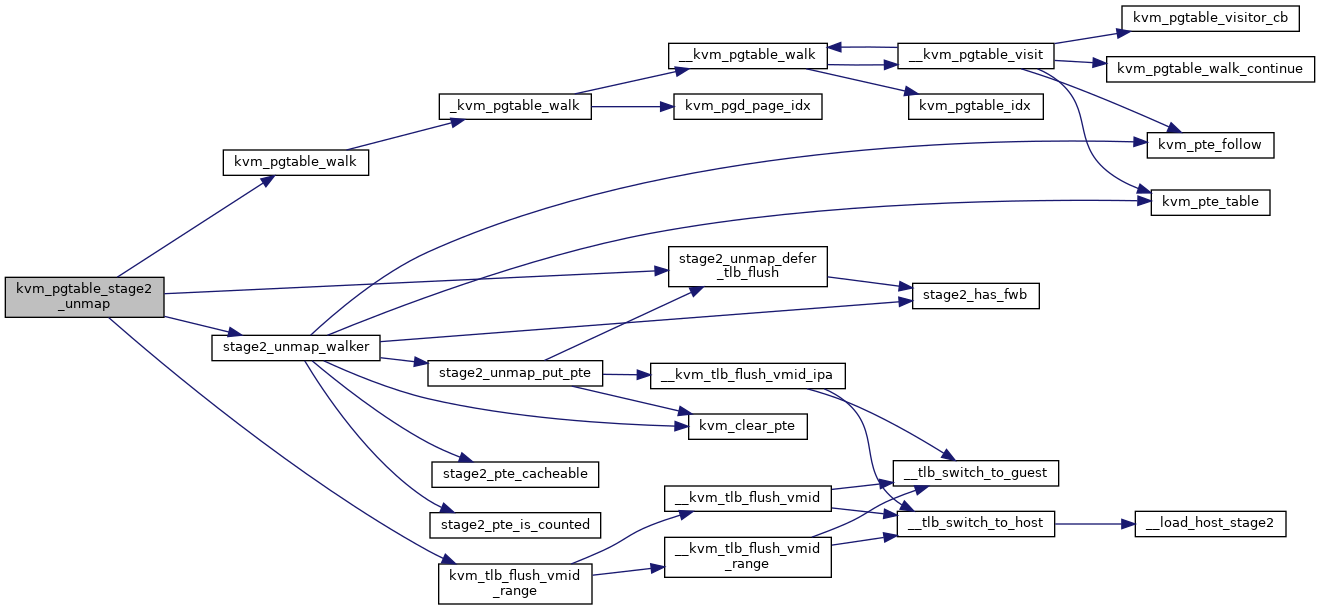 kvm_pgtable_visitor_cb
__kvm_pgtable_walk
__kvm_pgtable_visit
kvm_pgtable_walk_continue
_kvm_pgtable_walk
kvm_pgd_page_idx
kvm_pgtable_idx
kvm_pte_follow
kvm_pgtable_walk
kvm_pte_table
stage2_unmap_defer
_tlb_flush
kvm_pgtable_stage2
_unmap
stage2_has_fwb
stage2_unmap_walker
stage2_unmap_put_pte
__kvm_tlb_flush_vmid_ipa
kvm_clear_pte
stage2_pte_cacheable
__tlb_switch_to_guest
__kvm_tlb_flush_vmid
stage2_pte_is_counted
__tlb_switch_to_host
__load_host_stage2
__kvm_tlb_flush_vmid
_range
kvm_tlb_flush_vmid
_range